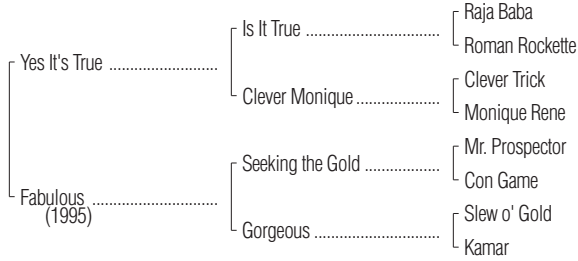 Raja Baba
Is It True ..............................
Roman Rockette
Yes It's True ........................
Clever Trick
Clever Monique ...................
Monique Rene
Mr. Prospector
Seeking the Gold .................
Con Game
Fabulous ............................
(1995)
Slew o' Gold
Gorgeous ............................
Kamar